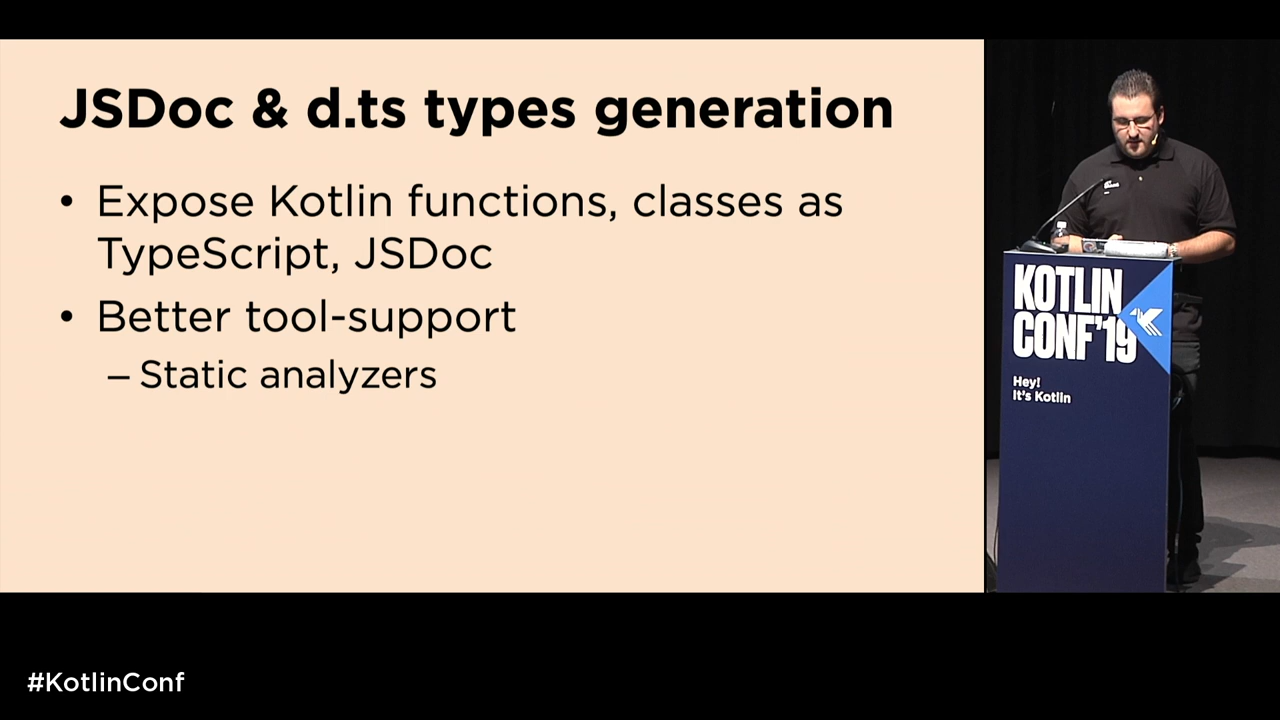 JSDoc & d.ts types generation
• Expose Kotlin functions, classes as
TypeScript, JSDoc
• Better tool-support
– Static analyzers
KOTLIN
CONF'19
Hey!
It's Kotlin
#KotlinConf